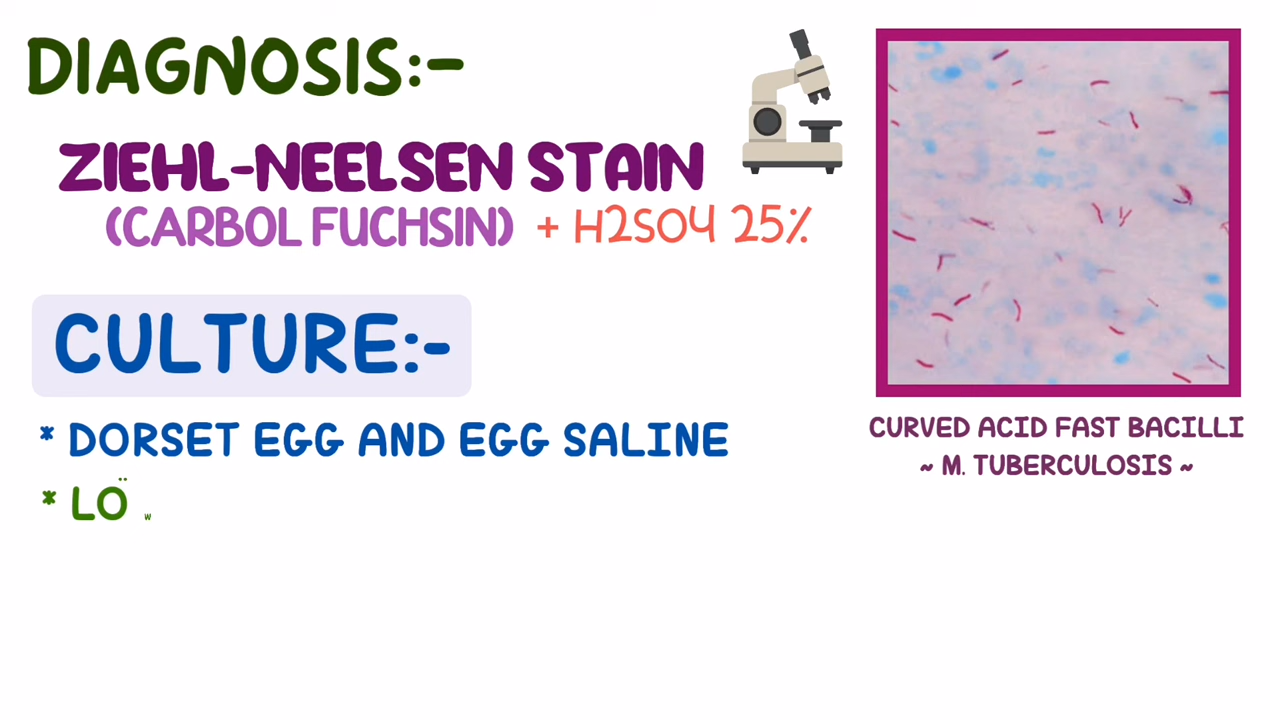 DIAGNOSIS:-
ZIEHL-NEELSEN STAIN
(CARBOL FUCHSIN) + H2SO4 25%
CULTURE:-
* DORSET EGG AND EGG SALINE
* LÖW
CURVED ACID FAST BACILLI
~ M. TUBERCULOSIS ~